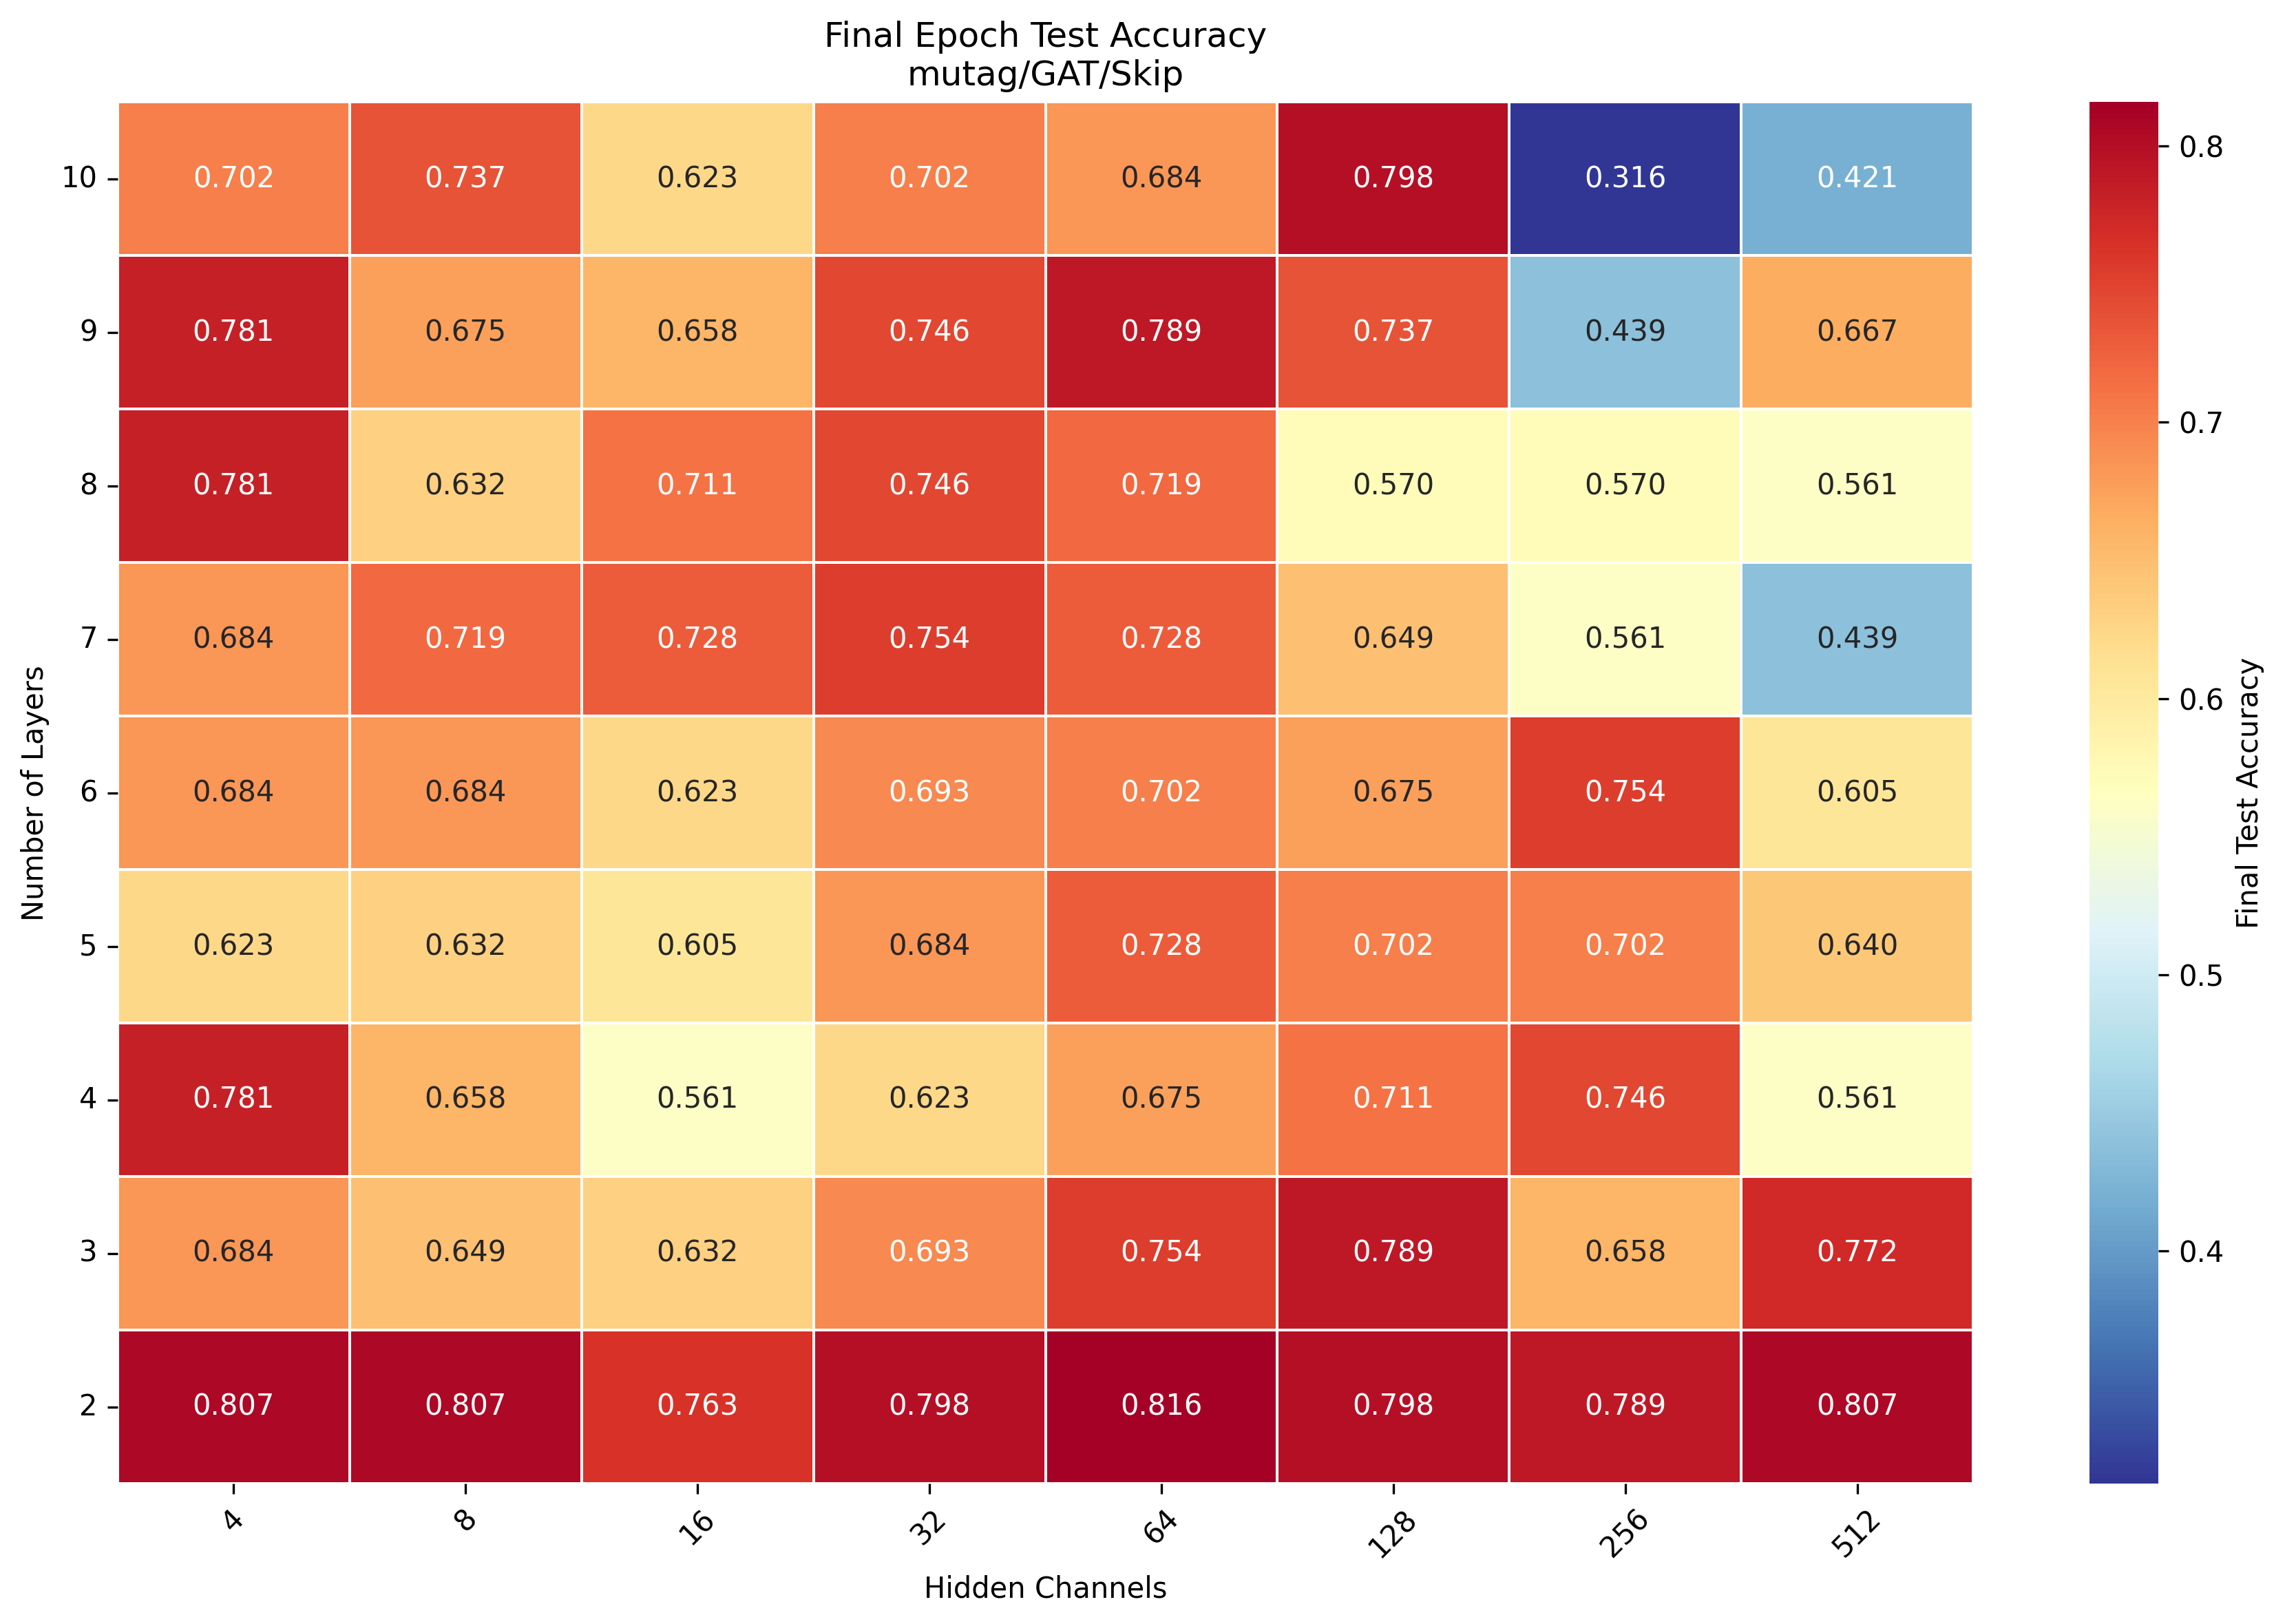 Final Epoch Test Accuracy
mutag/GAT/Skip
Number of Layers
10 0.702 0.737 0.623 0.702 0.684 0.798 0.316 0.421
9 0.781 0.675 0.658 0.746 0.789 0.737 0.439 0.667
8 0.781 0.632 0.711 0.746 0.719 0.570 0.570 0.561
7 0.684 0.719 0.728 0.754 0.728 0.649 0.561 0.439
6 0.684 0.684 0.623 0.693 0.702 0.675 0.754 0.605
5 0.623 0.632 0.605 0.684 0.728 0.702 0.702 0.640
4 0.781 0.658 0.561 0.623 0.675 0.711 0.746 0.561
3 0.684 0.649 0.632 0.693 0.754 0.789 0.658 0.772
2 0.807 0.807 0.763 0.798 0.816 0.798 0.789 0.807
4 8 16 32 64 128 256 512
Hidden Channels
0.8
0.7
0.6
0.5
0.4
Final Test Accuracy